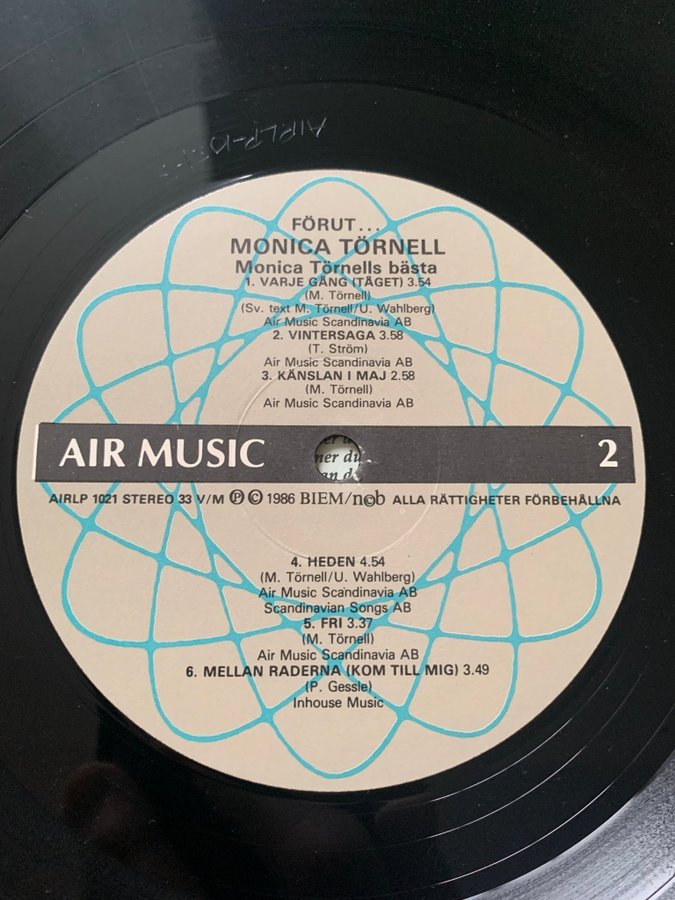 FÖRUT...
MONICA TÖRNELL
Monica Törnells bästa
1. VARJE GÅNG (TÅGET) 3.54
(M. Törnell)
(Sv. text M. Törnell/U. Wahlberg)
Air Music Scandinavia AB
2. VINTERSAGA 3.58
(T. Ström)
Air Music Scandinavia AB
3. KÄNSLAN I MAJ 2.58
(M. Törnell)
Air Music Scandinavia AB
AIR MUSIC 2
AIRLP 1021 STEREO 33 V/M Ⓟ © 1986 BIEM/ncb ALLA RÄTTIGHETER FÖRBEHÅLLNA
4. HEDEN 4.54
(M. Törnell/U. Wahlberg)
Air Music Scandinavia AB
Scandinavian Songs AB
5. FRI 3.37
(M. Törnell)
Air Music Scandinavia AB
6. MELLAN RADERNA (KOM TILL MIG) 3.49
(P. Gessle)
Inhouse Music